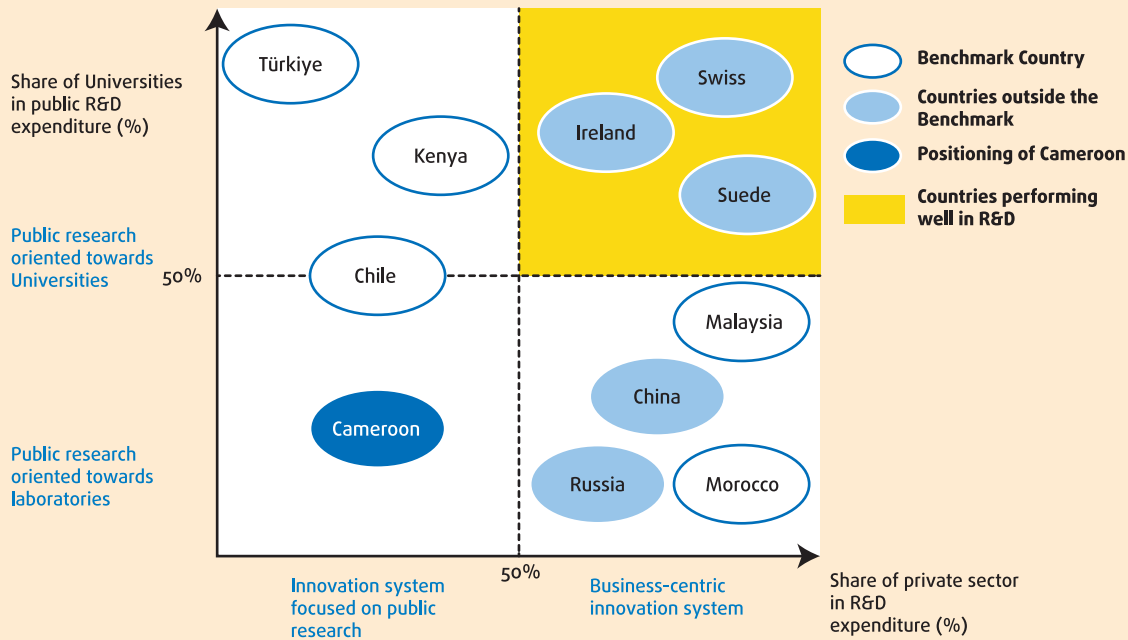 Share of Universities
in public R&D
expenditure (%)
Public research
oriented towards
Universities
50%
Public research
oriented towards
laboratories
Türkiye
Kenya
Chile
Cameroon
Swiss
Ireland
Suede
Malaysia
China
Russia
Morocco
50%
Innovation system
focused on public
research
Business-centric
innovation system
Share of private sector
in R&D
expenditure (%)
Benchmark Country
Countries outside the
Benchmark
Positioning of Cameroon
Countries performing
well in R&D